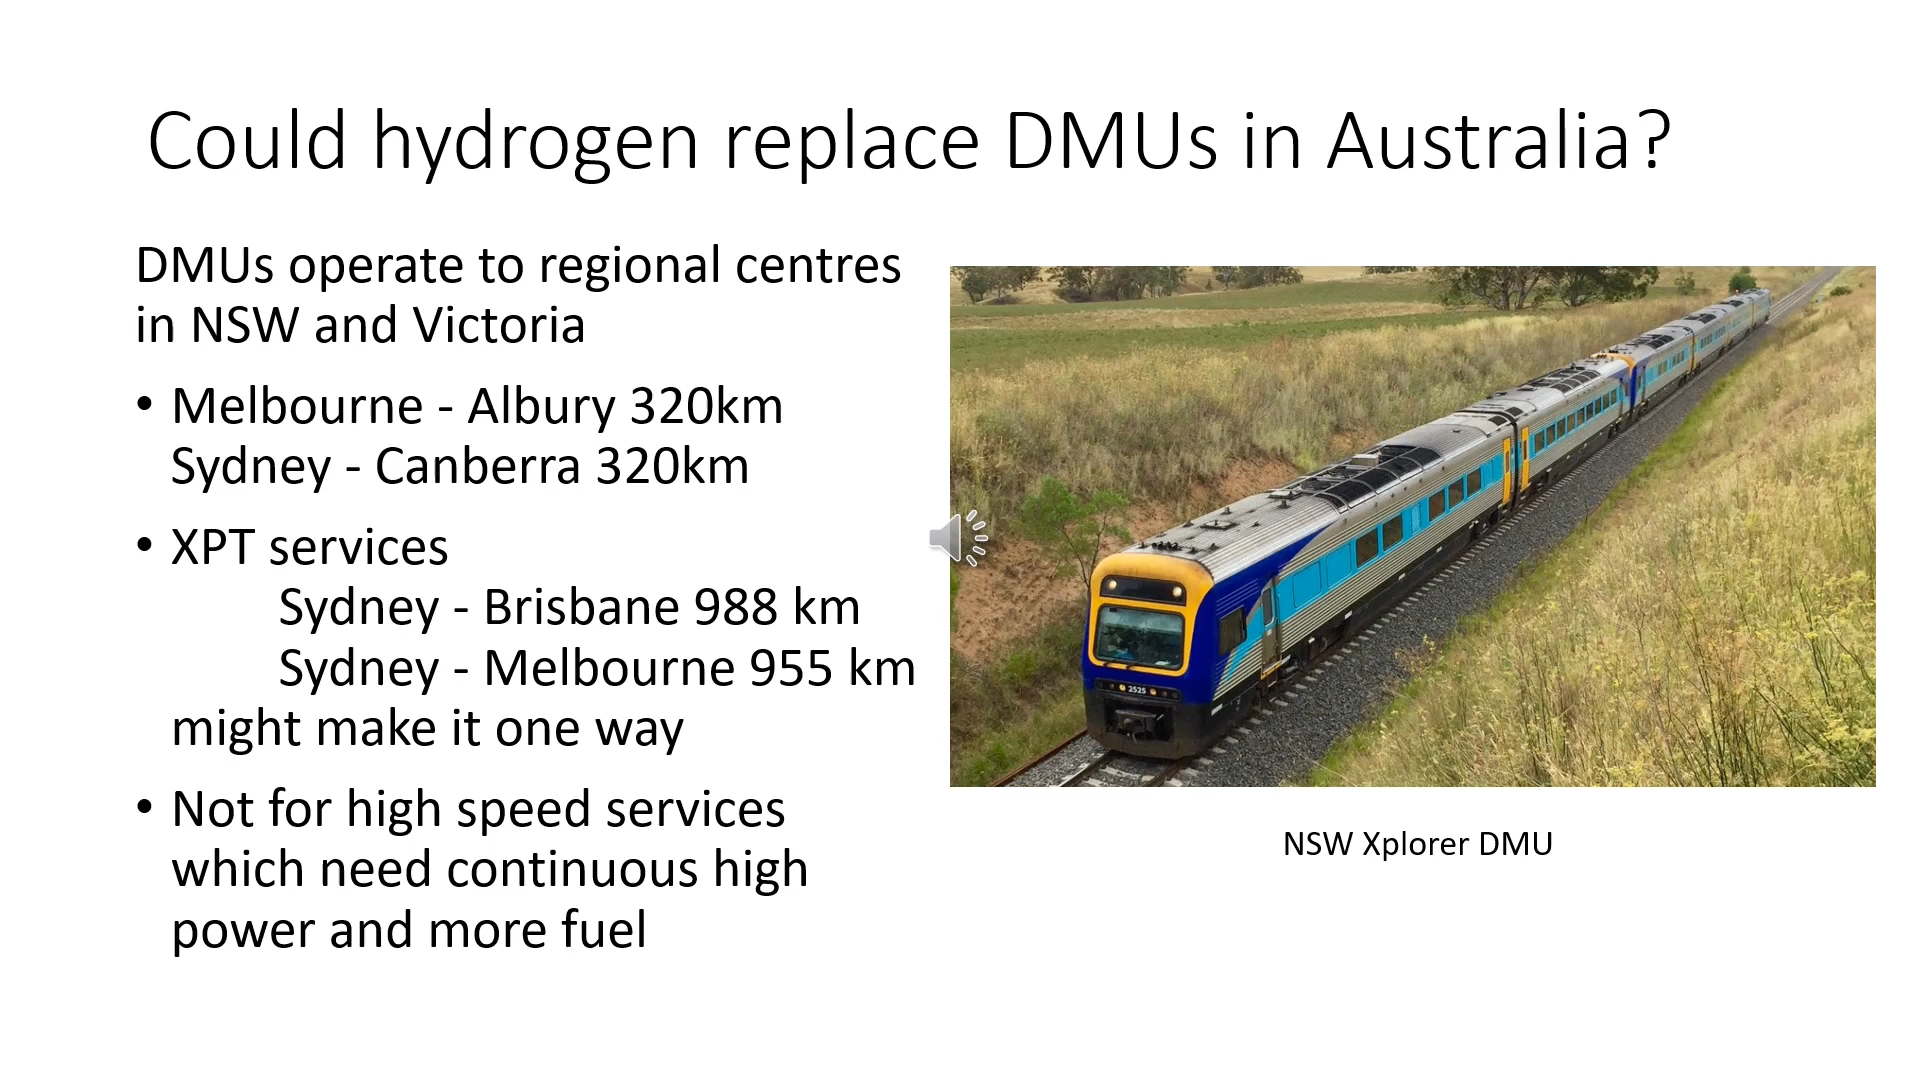 Could hydrogen replace DMUs in Australia?
DMUs operate to regional centres
in NSW and Victoria
• Melbourne - Albury 320km
Sydney - Canberra 320km
• XPT services
Sydney - Brisbane 988 km
Sydney - Melbourne 955 km
might make it one way
• Not for high speed services
which need continuous high
power and more fuel
2525
NSW Xplorer DMU